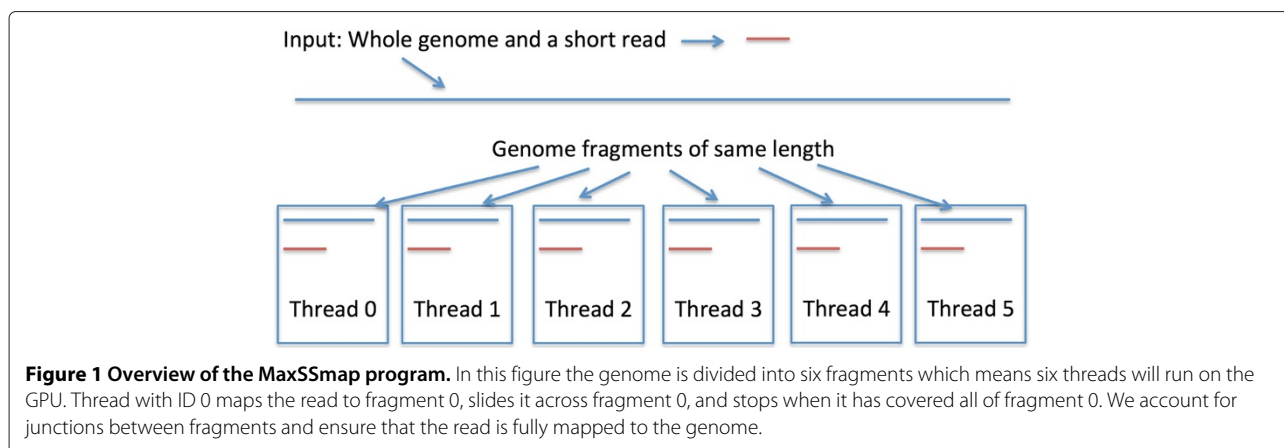 Input: Whole genome and a short read
Genome fragments of same length
Thread 0 Thread 1 Thread 2 Thread 3 Thread 4 Thread 5
Figure 1 Overview of the MaxSSmap program. In this figure the genome is divided into six fragments which means six threads will run on the
GPU. Thread with ID 0 maps the read to fragment 0, slides it across fragment 0, and stops when it has covered all of fragment 0. We account for
junctions between fragments and ensure that the read is fully mapped to the genome.